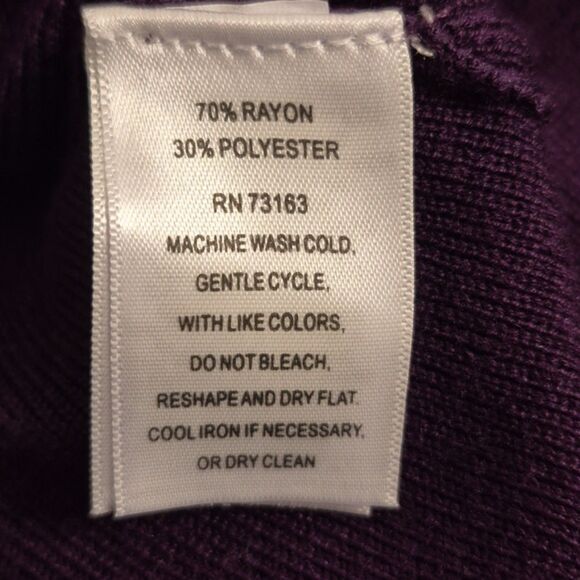 70% RAYON
30% POLYESTER
RN 73163
MACHINE WASH COLD,
GENTLE CYCLE,
WITH LIKE COLORS,
DO NOT BLEACH,
RESHAPE AND DRY FLAT.
COOL IRON IF NECESSARY,
OR DRY CLEAN